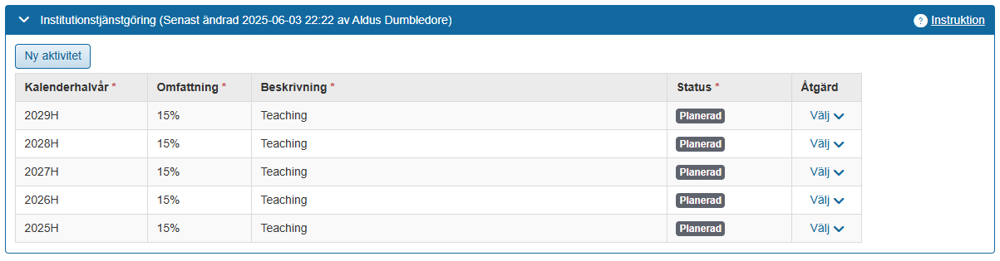 Institutionstjänstgöring (Senast ändrad 2025-06-03 22:22 av Aldus Dumbledore) ? Instruktion
Ny aktivitet
Kalenderhalvår * Omfattning * Beskrivning * Status * Åtgärd
2029H 15% Teaching Planerad Välj
2028H 15% Teaching Planerad Välj
2027H 15% Teaching Planerad Välj
2026H 15% Teaching Planerad Välj
2025H 15% Teaching Planerad Välj